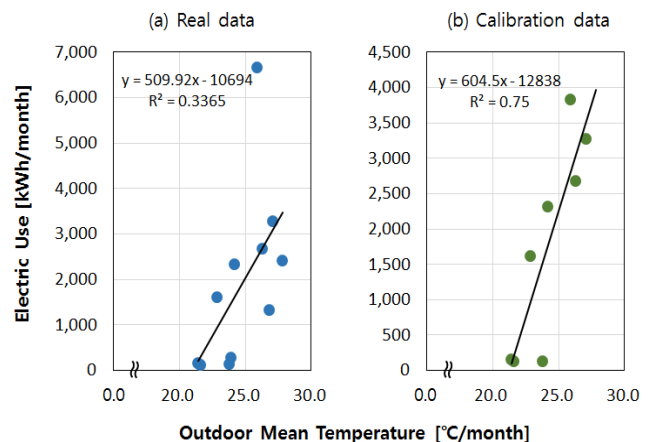 (a) Real data
(b) Calibration data
7,000
6,000
5,000
4,000
3,000
2,000
1,000
0
y = 509.92x - 10694
R² = 0.3365
0.0 20.0 25.0 30.0
4,500
4,000
3,500
3,000
2,500
2,000
1,500
1,000
500
0
y = 604.5x - 12838
R² = 0.75
0.0 20.0 25.0 30.0
Electric Use [kWh/month]
Outdoor Mean Temperature [℃/month]